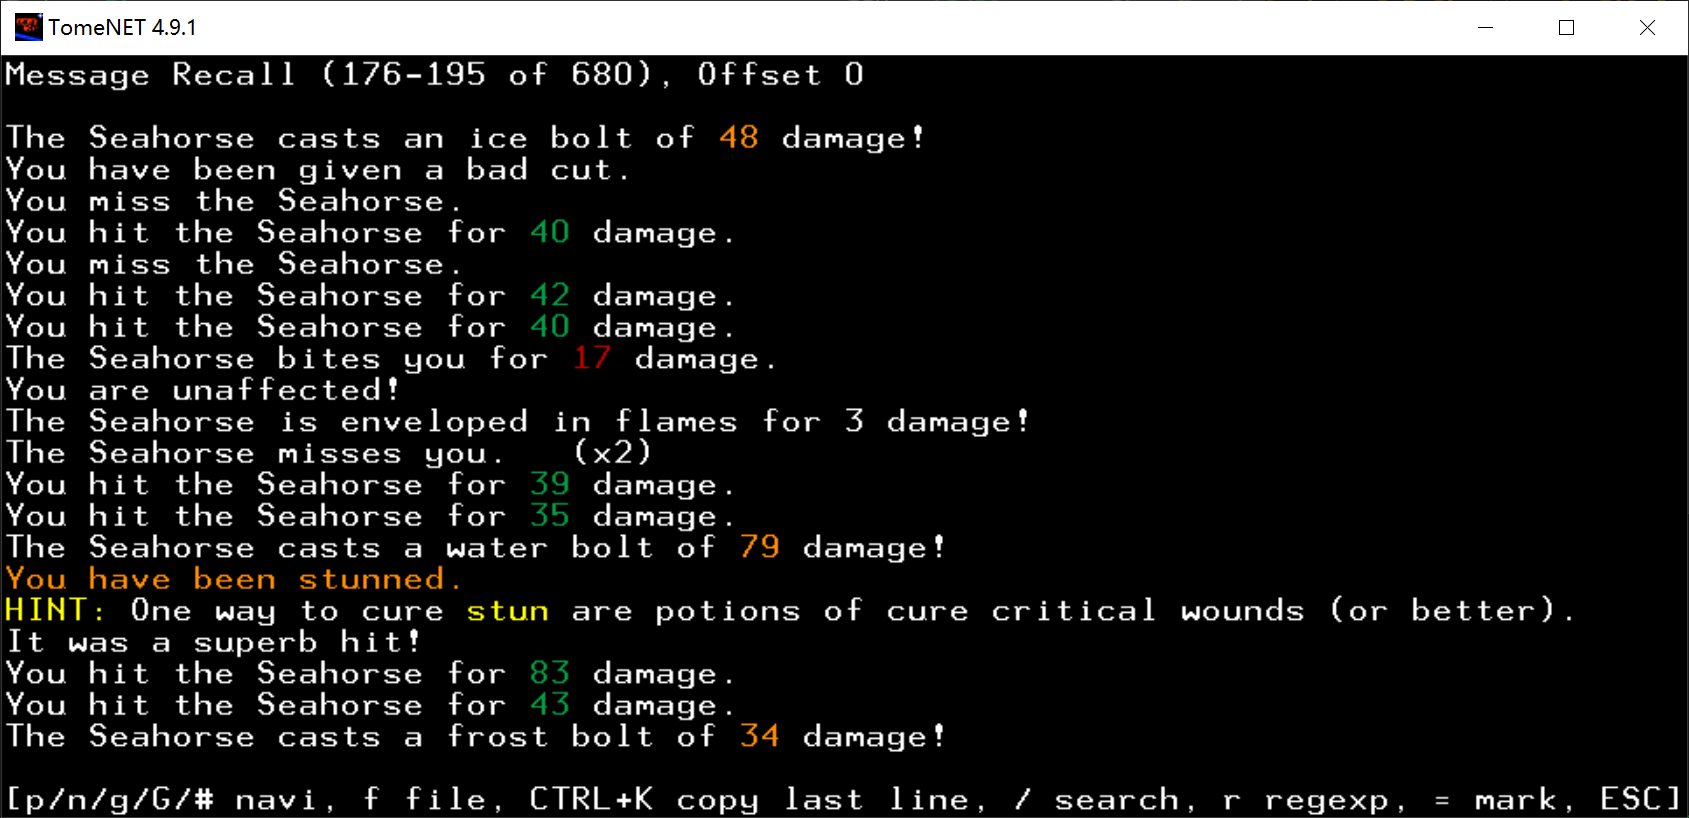 TomeNET 4.9.1
Message Recall (176-195 of 680), Offset 0
The Seahorse casts an ice bolt of 48 damage!
You have been given a bad cut.
You miss the Seahorse.
You hit the Seahorse for 40 damage.
You miss the Seahorse.
You hit the Seahorse for 42 damage.
You hit the Seahorse for 40 damage.
The Seahorse bites you for 17 damage.
You are unaffected!
The Seahorse is enveloped in flames for 3 damage!
The Seahorse misses you.   (x2)
You hit the Seahorse for 39 damage.
You hit the Seahorse for 35 damage.
The Seahorse casts a water bolt of 79 damage!
You have been stunned.
HINT: One way to cure stun are potions of cure critical wounds (or better).
It was a superb hit!
You hit the Seahorse for 83 damage.
You hit the Seahorse for 43 damage.
The Seahorse casts a frost bolt of 34 damage!
[p/n/g/G/# navi, f file, CTRL+K copy last line, / search, r regexp, = mark, ESC]